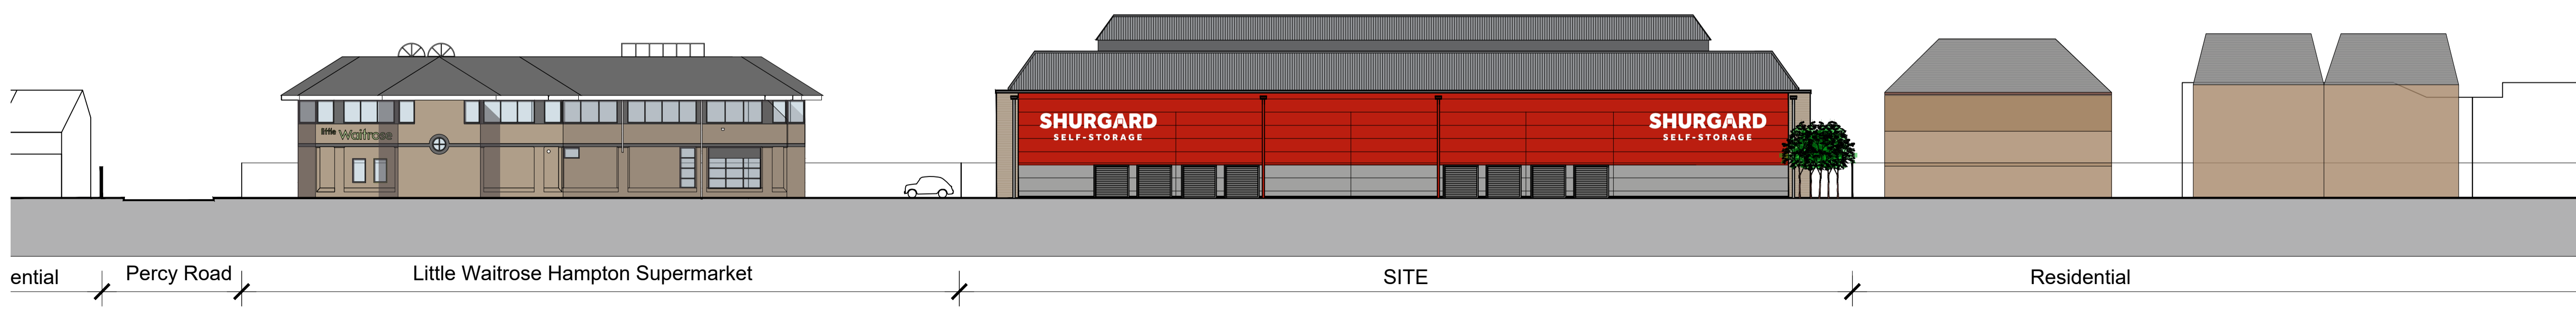 little
Waitrose
SHURGARD
SELF-STORAGE
SHURGARD
SELF-STORAGE
ential
Percy Road
Little Waitrose Hampton Supermarket
SITE
Residential